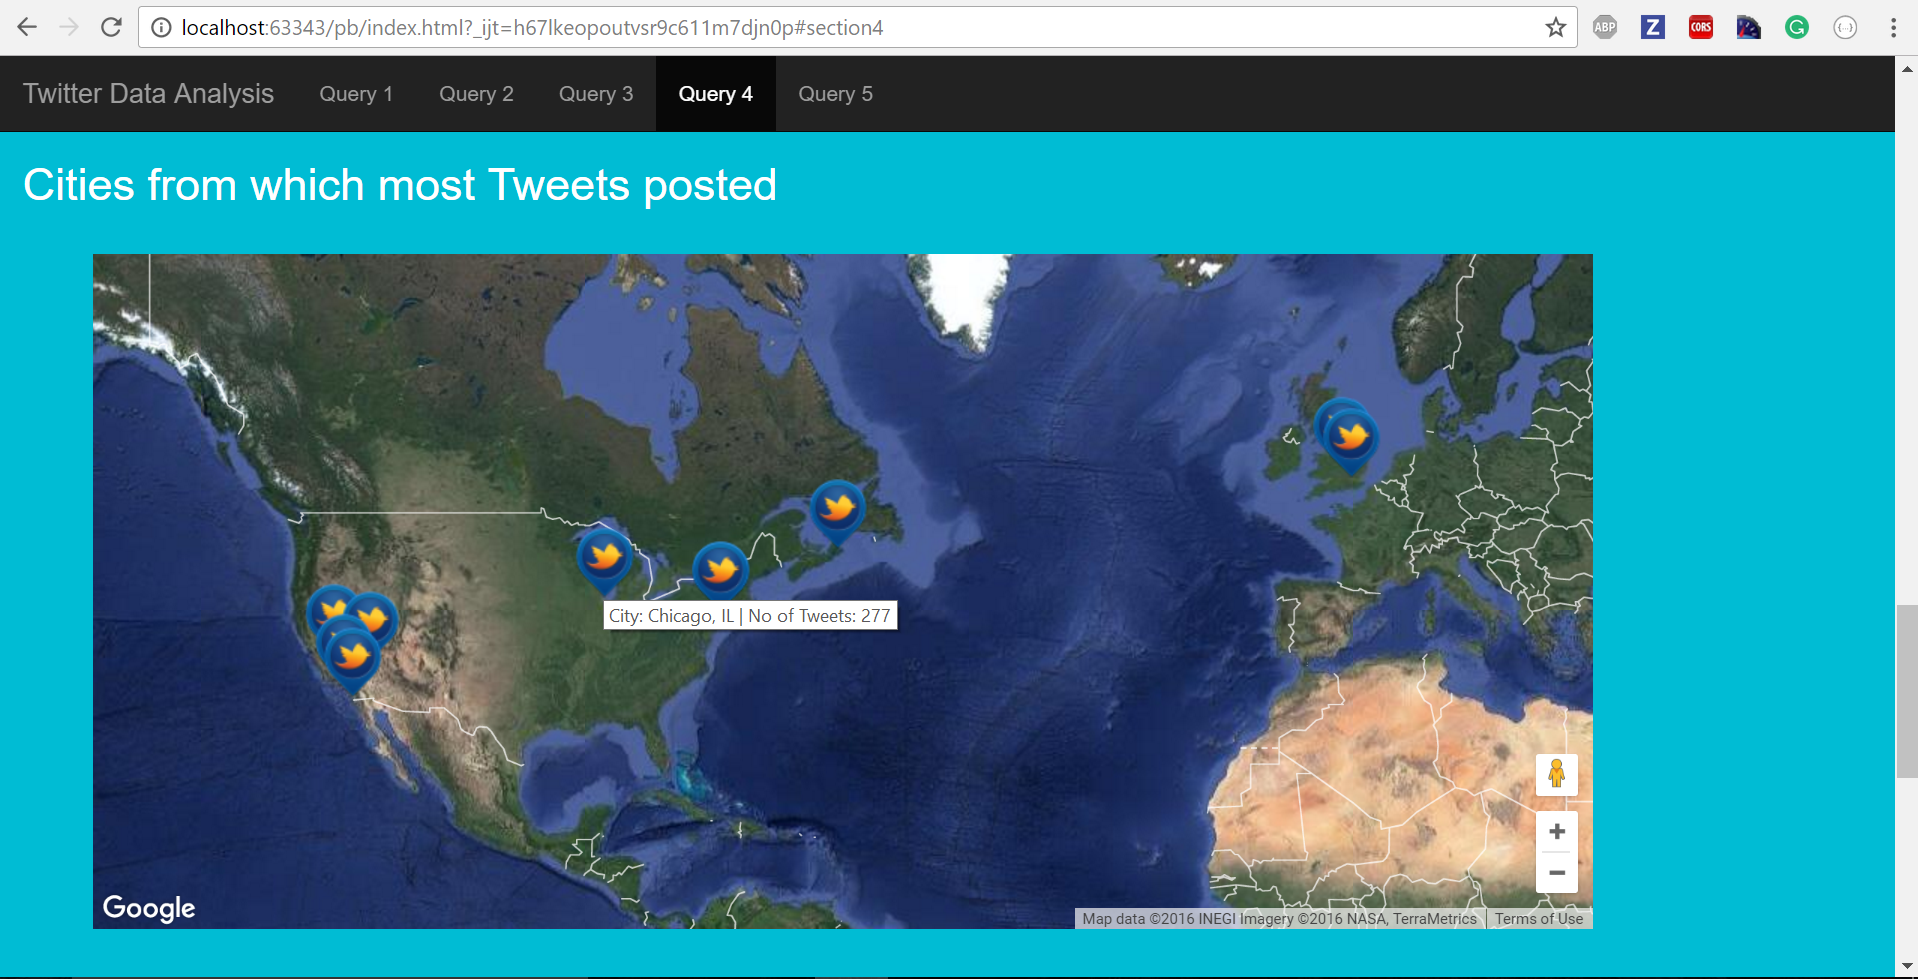 localhost:63343/pb/index.html?_ijt=h67lkeopoutvsr9c611m7djn0p#section4
ABP
Z
CORS
G
{...}
Twitter Data Analysis
Query 1
Query 2
Query 3
Query 4
Query 5
Cities from which most Tweets posted
City: Chicago, IL | No of Tweets: 277
Google
Map data ©2016 INEGI Imagery ©2016 NASA, TerraMetrics
Terms of Use